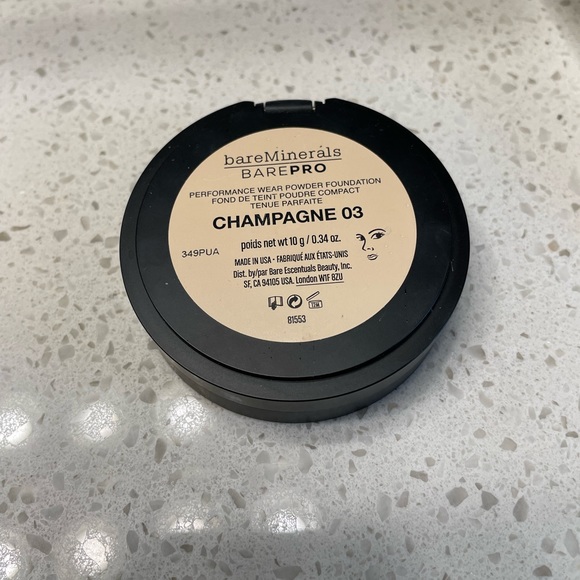 bareMinerals
BAREPRO
PERFORMANCE WEAR POWDER FOUNDATION
FOND DE TEINT POUDRE COMPACT
TENUE PARFAITE
CHAMPAGNE 03
349PUA
poids net wt 10 g / 0.34 oz.
MADE IN USA • FABRIQUÉ AUX ÉTATS-UNIS
Dist. by/par Bare Escentuals Beauty, Inc.
SF, CA 94105 USA. London W1F 8ZU
81553